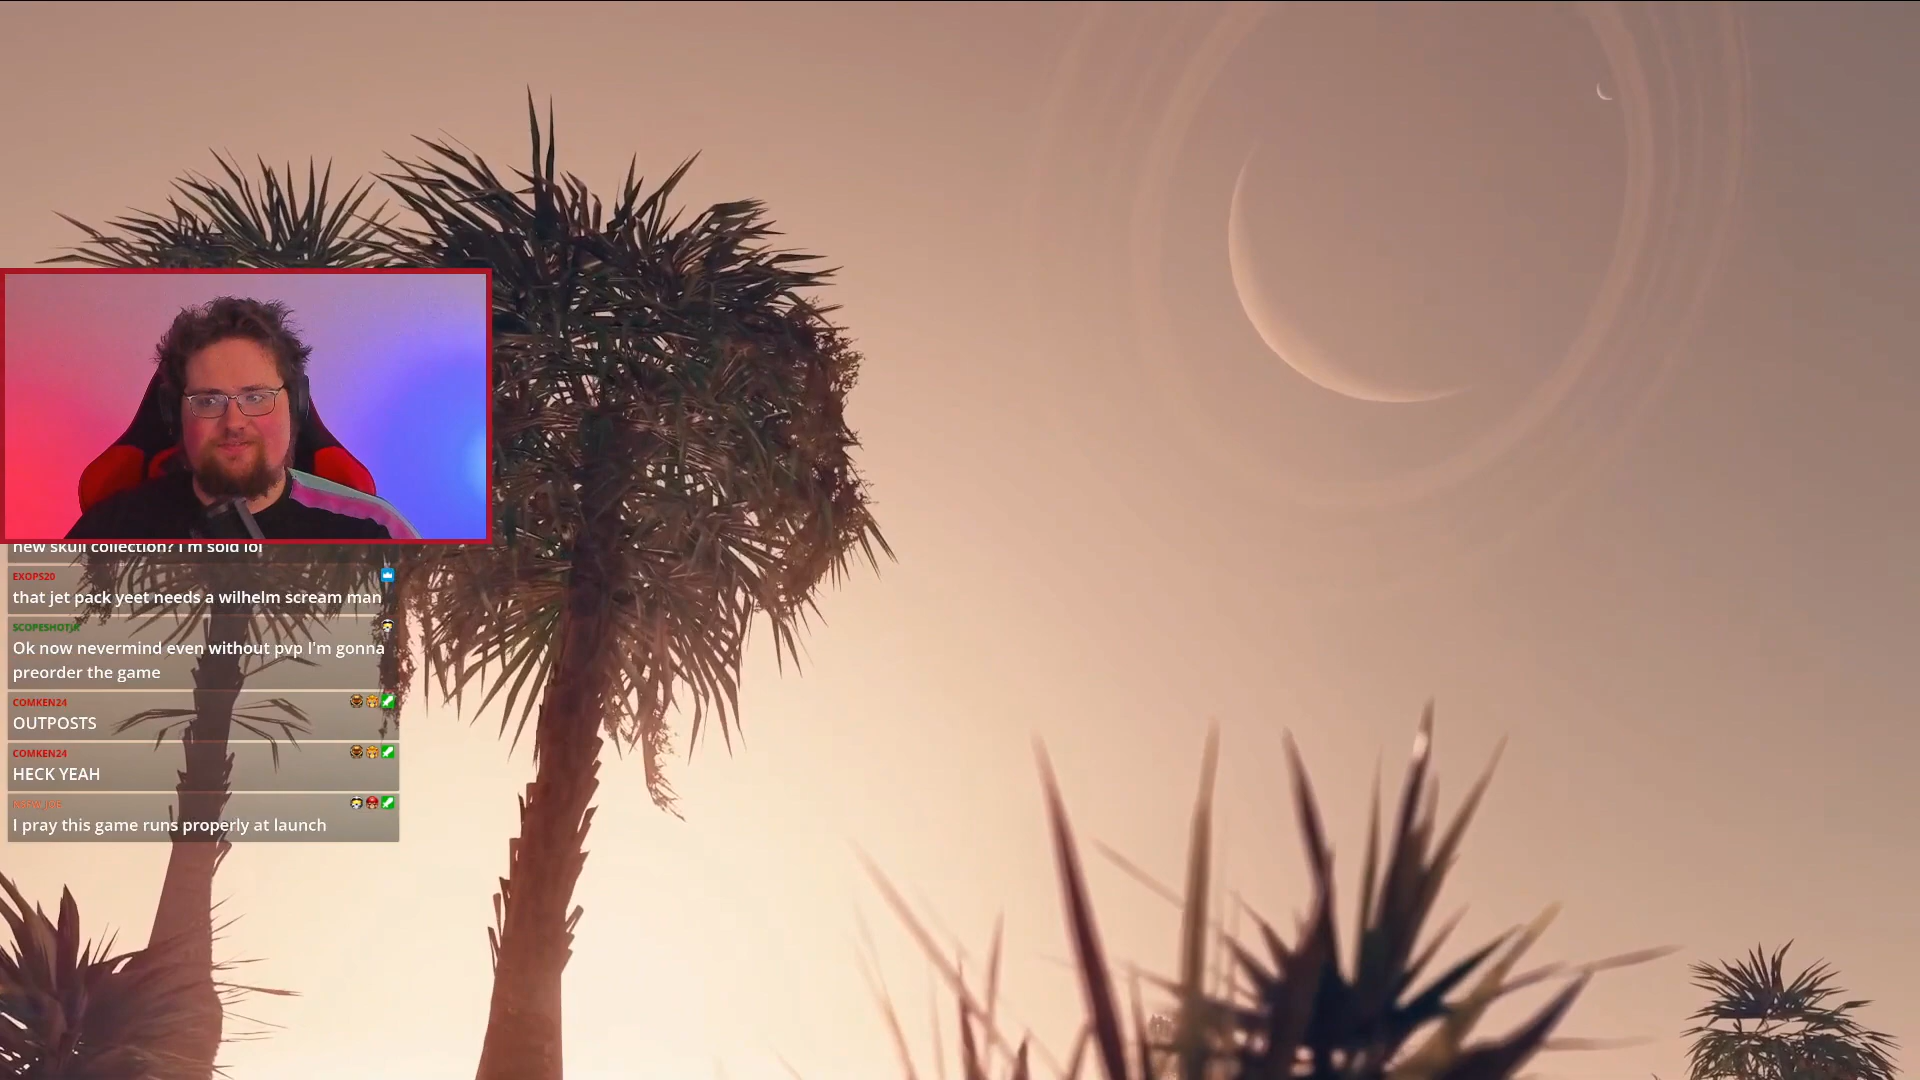 new skull collection? I'm sold lol
EXOPS20
that jet pack yeet needs a wilhelm scream man
SCOPESHOTJR
Ok now nevermind even without pvp I'm gonna
preorder the game
COMKEN24
OUTPOSTS
COMKEN24
HECK YEAH
I pray this game runs properly at launch